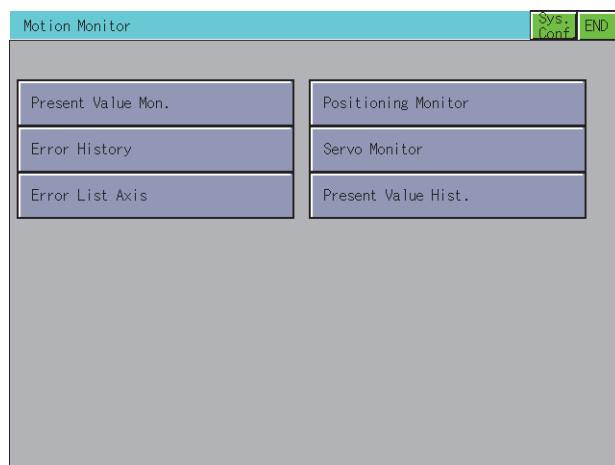 Motion Monitor
Sys. Conf.
END
Present Value Mon.
Positioning Monitor
Error History
Servo Monitor
Error List Axis
Present Value Hist.